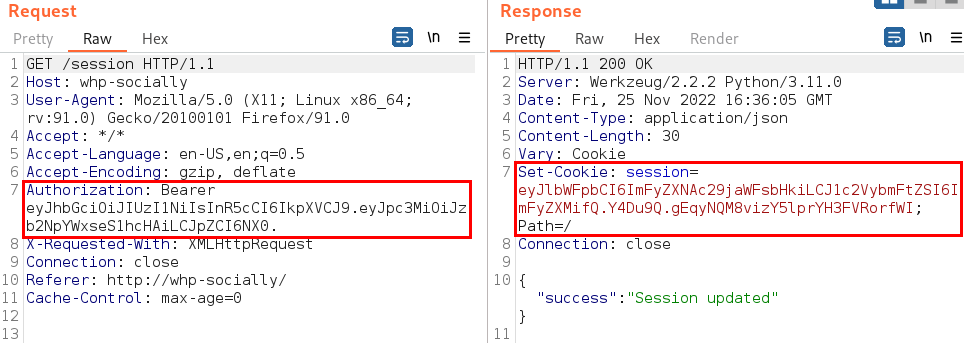 Request
Pretty Raw Hex
\n
1 GET /session HTTP/1.1
2 Host: whp-socially
3 User-Agent: Mozilla/5.0 (X11; Linux x86_64;
rv:91.0) Gecko/20100101 Firefox/91.0
4 Accept: */*
5 Accept-Language: en-US,en;q=0.5
6 Accept-Encoding: gzip, deflate
7 Authorization: Bearer
eyJhbGciOiJIUzI1NiIsInR5cCI6IkpXVCJ9.eyJpc3MiOiJz
b2NpYWxseS1hcHAiLCJpZCI6NX0.
8 X-Requested-With: XMLHttpRequest
9 Connection: close
10 Referer: http://whp-socially/
11 Cache-Control: max-age=0
12
13
Response
Pretty Raw Hex Render
\n
1 HTTP/1.1 200 OK
2 Server: Werkzeug/2.2.2 Python/3.11.0
3 Date: Fri, 25 Nov 2022 16:36:05 GMT
4 Content-Type: application/json
5 Content-Length: 30
6 Vary: Cookie
7 Set-Cookie: session=
eyJlbWFpbCI6ImFyZXNAc29jaWFsbHkiLCJ1c2VybmFtZSI6I
mFyZXMifQ.Y4Du9Q.gEqyNQM8vizY5lprYH3FVRorfWI;
Path=/
8 Connection: close
9
10 {
"success":"Session updated"
}
11